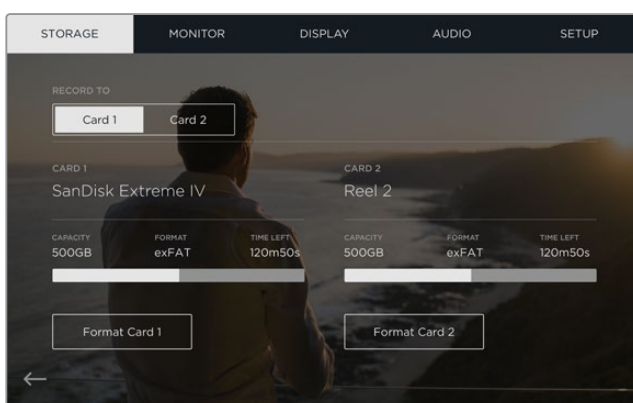 STORAGE MONITOR DISPLAY AUDIO SETUP
RECORD TO
Card 1 Card 2
CARD 1 CARD 2
SanDisk Extreme IV Reel 2
CAPACITY FORMAT TIME LEFT CAPACITY FORMAT TIME LEFT
500GB exFAT 120m50s 500GB exFAT 120m50s
Format Card 1 Format Card 2